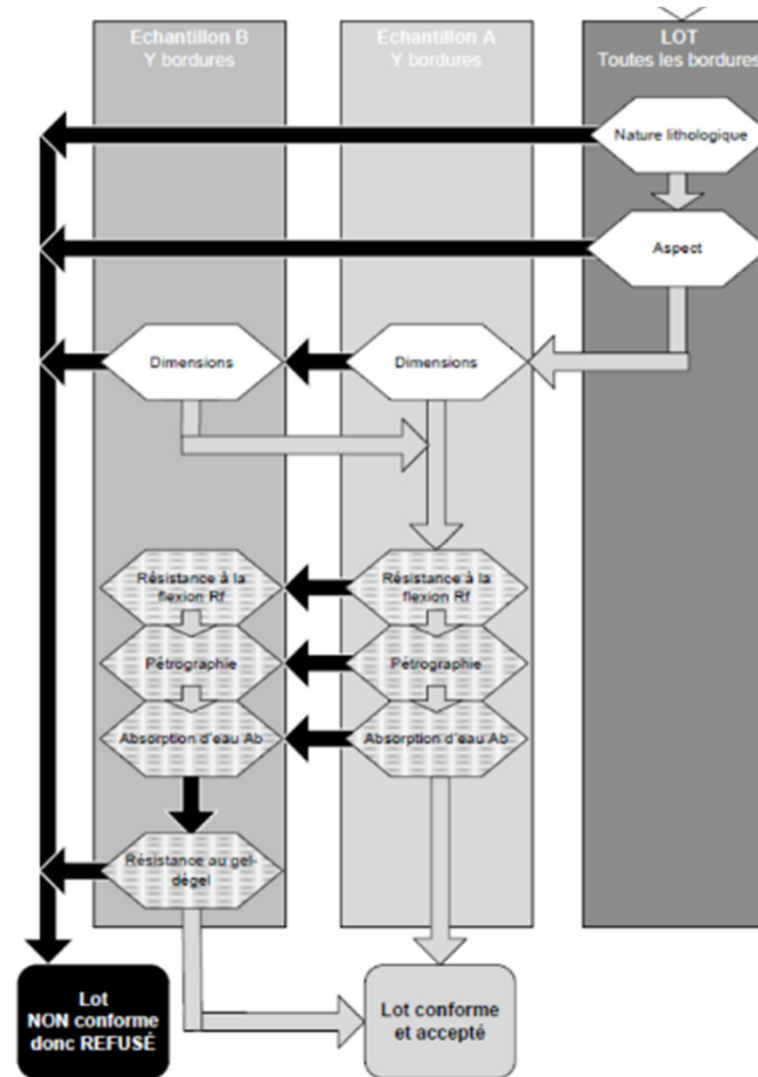 Echantillon B
Y bordures
Echantillon A
Y bordures
LOT
Toutes les bordures
Nature lithologique
Aspect
Dimensions
Dimensions
Résistance à la
flexion Rf
Résistance à la
flexion Rf
Pétrographie
Pétrographie
Absorption d'eau Ab
Absorption d'eau Ab
Résistance au gel-
dégel
Lot
NON conforme
donc REFUSÉ
Lot conforme
et accepté